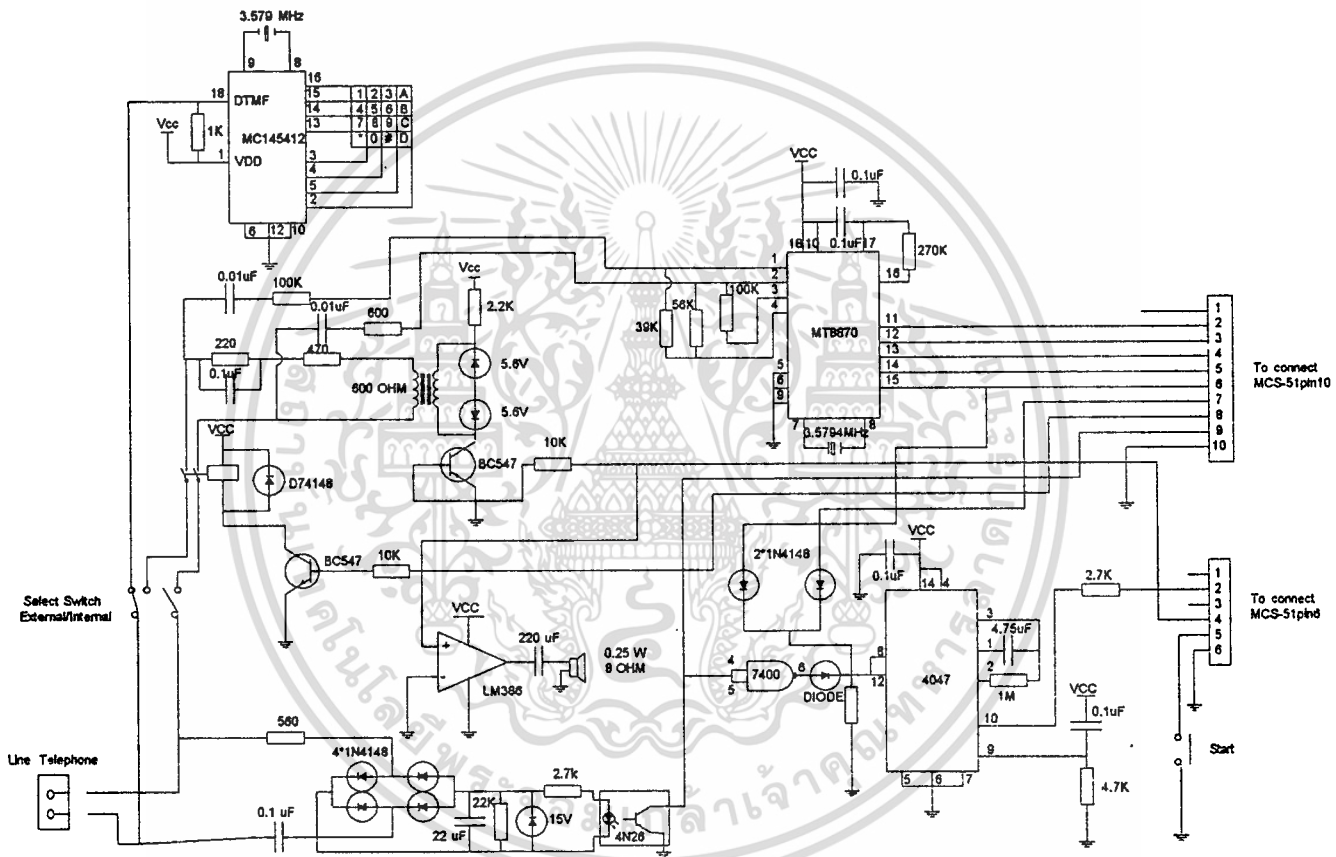 3.579 MHz
9 8
18 DTMF 16
15 1 2 3 A
14 4 5 6 B
13 7 8 9 C
* 0 # D
MC145412
Vcc 1K
1 VDD 3
4
5
2
6 12 10
VCC
0.1uF
18 10 0.1uF 17
270K
16
1
2
3
4
MT8870
11
12
13
14
15
5
6
9
7 8
3.5794MHz
39K 56K 100K
0.01uF 100K
0.01uF 600
220 470
0.1uF
600 OHM
Vcc
2.2K
5.6V
5.6V
BC547 10K
VCC
D74148
BC547 10K
1
2
3
4
5
6
7
8
9
10
To connect
MCS-51pin10
Select Switch
External/Internal
VCC
220 uF
0.25 W
8 OHM
LM386
2*1N4148
VCC
0.1uF 14 4
4 5 7400 6
DIODE
8
12
4047
3
4.75uF
1
2
1M
10
9
5 6 7
2.7K
VCC
0.1uF
4.7K
1
2
3
4
5
6
To connect
MCS-51pin6
Start
Line Telephone
560
4*1N4148
0.1 uF
22 uF
22K
15V
2.7k
4N26